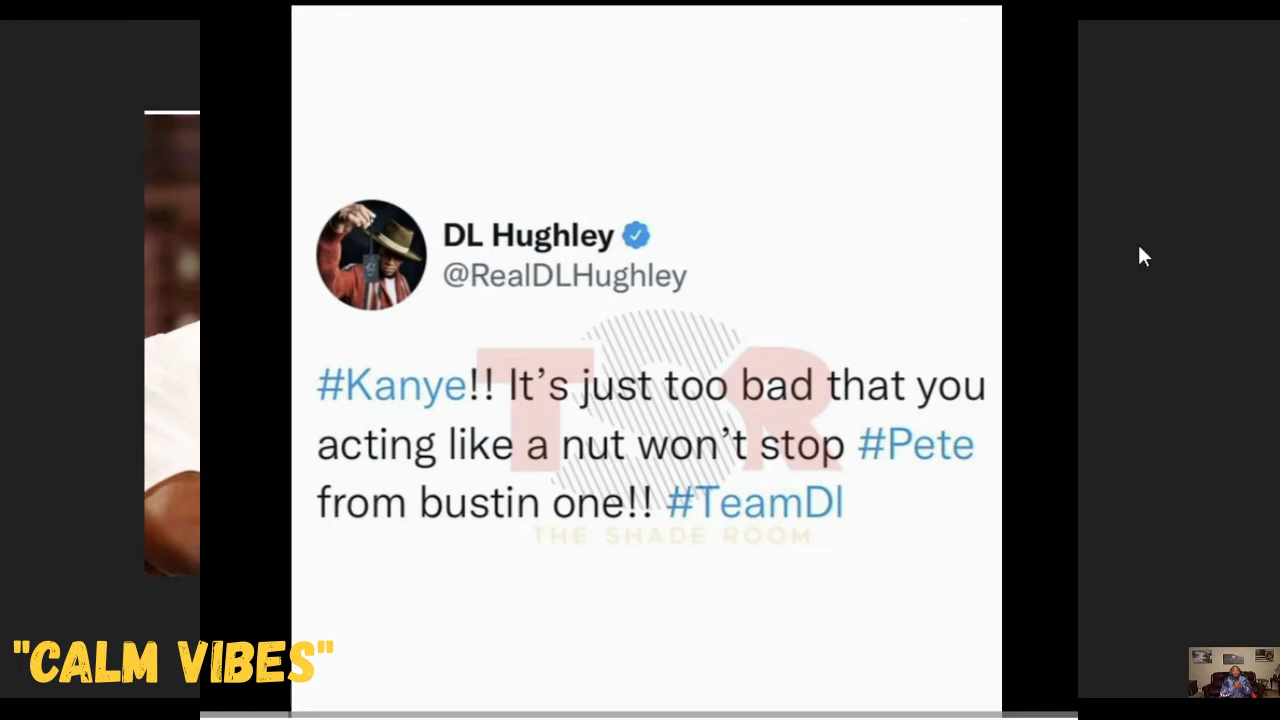 DL Hughley
@RealDLHughley
#Kanye!! It's just too bad that you
acting like a nut won't stop #Pete
from bustin one!! #TeamDl
TSR
THE SHADE ROOM
"CALM VIBES"